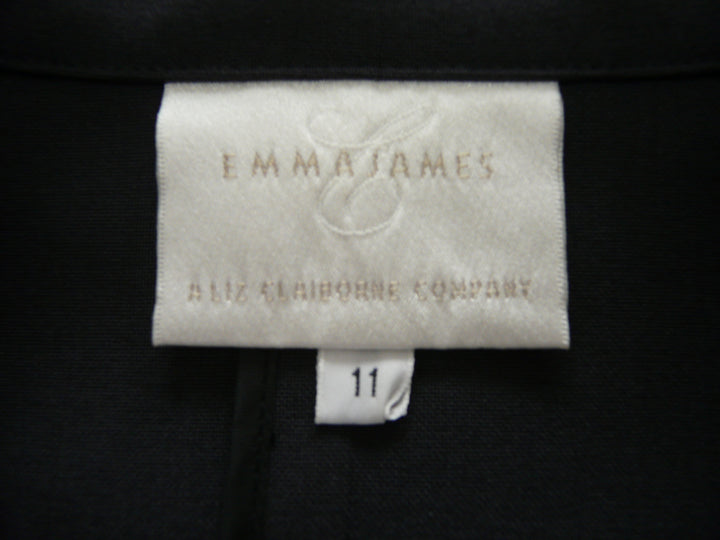 EMMA JAMES
A LIZ CLAIBORNE COMPANY
11